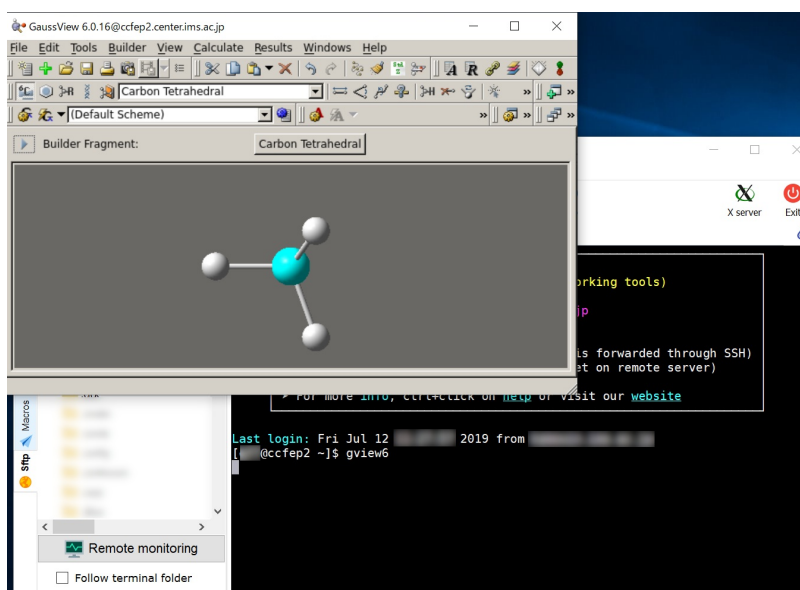 GaussView 6.0.16@ccfep2.center.ims.ac.jp
File Edit Tools Builder View Calculate Results Windows Help
Carbon Tetrahedral
(Default Scheme)
Builder Fragment:
Carbon Tetrahedral
X server
Exit
rking tools)
jp
is forwarded through SSH)
et on remote server)
For more info, ctrl+click on help or visit our website
Last login: Fri Jul 12 2019 from
[ @ccfep2 ~]$ gview6
Macros
Sftp
Remote monitoring
Follow terminal folder